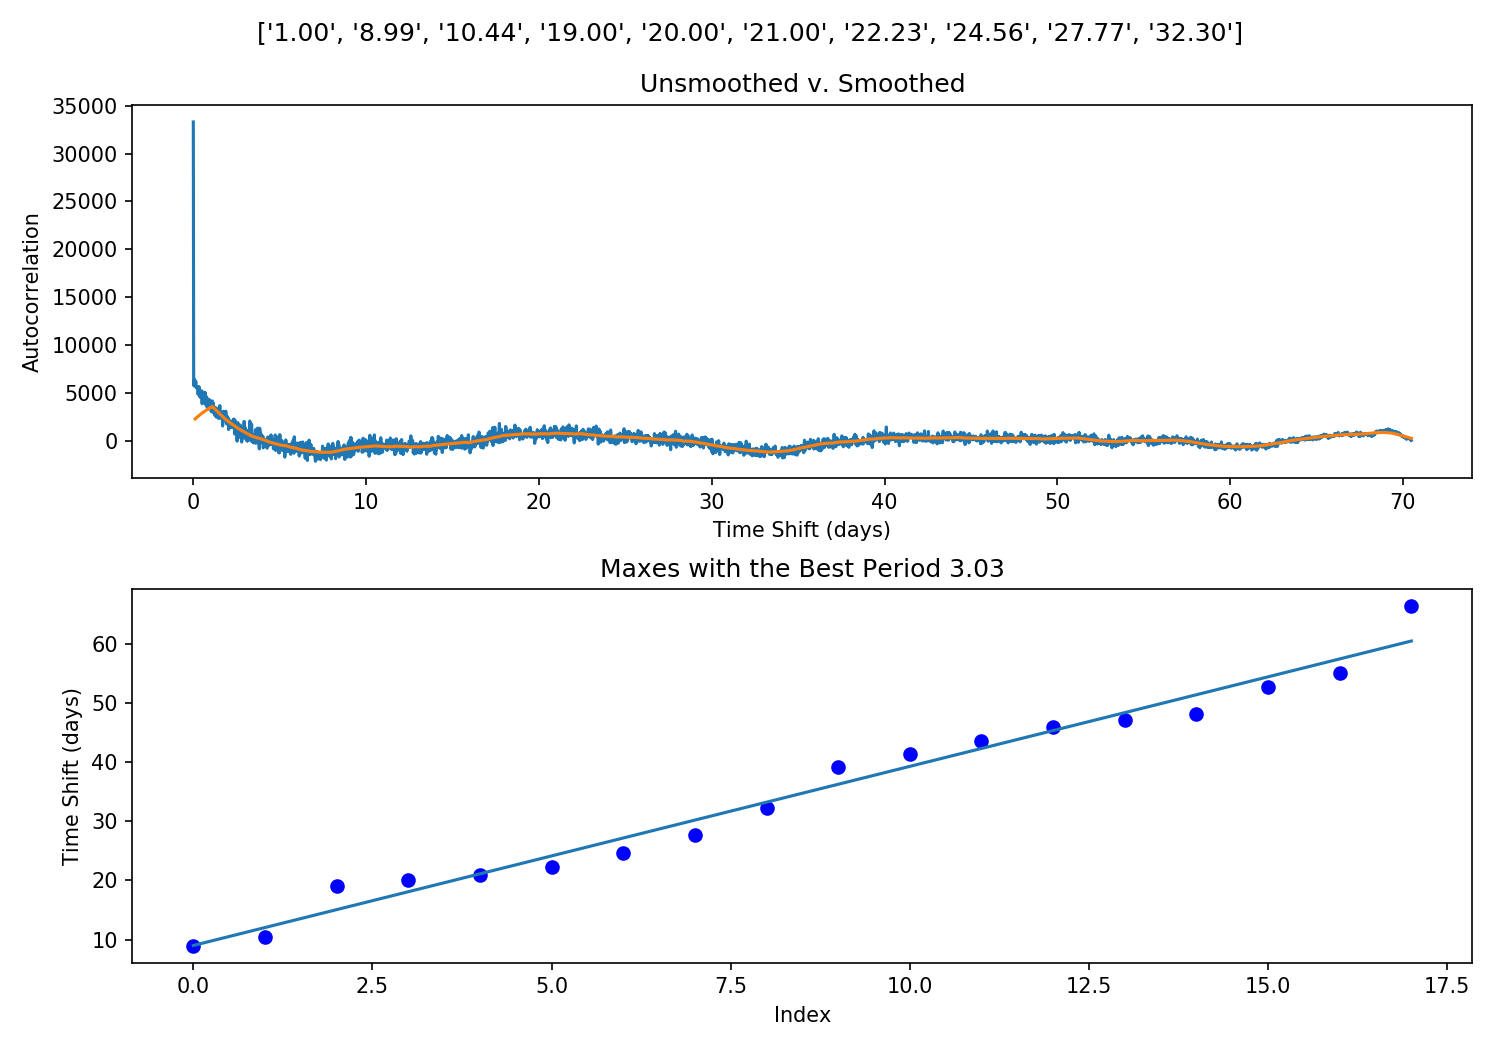 ['1.00', '8.99', '10.44', '19.00', '20.00', '21.00', '22.23', '24.56', '27.77', '32.30']
Unsmoothed v. Smoothed
35000
30000
25000
20000
15000
10000
5000
0
Autocorrelation
0 10 20 30 40 50 60 70
Time Shift (days)
Maxes with the Best Period 3.03
60
50
40
30
20
10
Time Shift (days)
0.0 2.5 5.0 7.5 10.0 12.5 15.0 17.5
Index